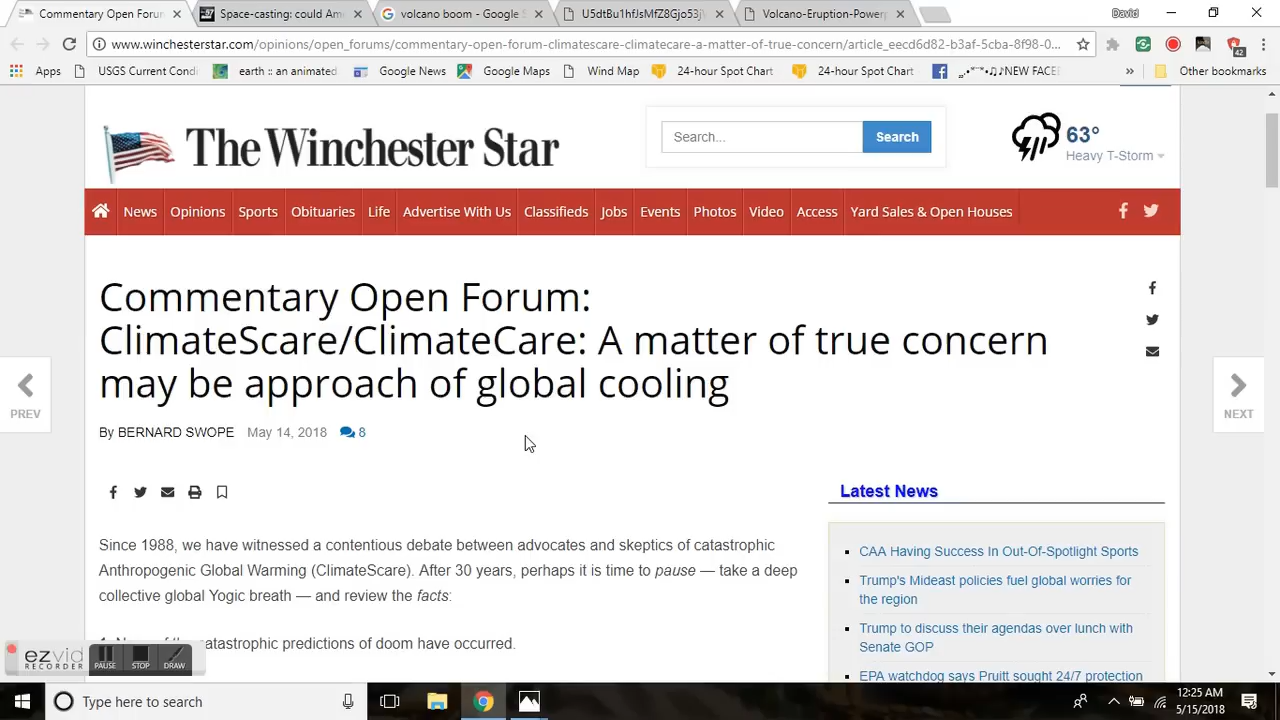 Commentary Open Forum:
Space-casting: could Ame
volcano boom - Google S
U5dtBu1hfJsMfZ8Gjo53jV
Volcano-Eruption-Powerp
David
www.winchesterstar.com/opinions/open_forums/commentary-open-forum-climatescare-climatecare-a-matter-of-true-concern/article_eecd6d82-b3af-5cba-8f98-0...
42
Apps
USGS Current Condi
earth :: an animated
Google News
Google Maps
Wind Map
24-hour Spot Chart
24-hour Spot Chart
NEW FACE
»
Other bookmarks
The Winchester Star
Search...
Search
63°
Heavy T-Storm
News
Opinions
Sports
Obituaries
Life
Advertise With Us
Classifieds
Jobs
Events
Photos
Video
Access
Yard Sales & Open Houses
Commentary Open Forum:
ClimateScare/ClimateCare: A matter of true concern
may be approach of global cooling
PREV
NEXT
By BERNARD SWOPE May 14, 2018 8
Latest News
Since 1988, we have witnessed a contentious debate between advocates and skeptics of catastrophic
Anthropogenic Global Warming (ClimateScare). After 30 years, perhaps it is time to pause — take a deep
collective global Yogic breath — and review the facts:
catastrophic predictions of doom have occurred.
CAA Having Success In Out-Of-Spotlight Sports
Trump's Mideast policies fuel global worries for
the region
Trump to discuss their agendas over lunch with
Senate GOP
EPA watchdog says Pruitt sought 24/7 protection
ezvid
RECORDER
PAUSE
STOP
DRAW
Type here to search
12:25 AM
5/15/2018